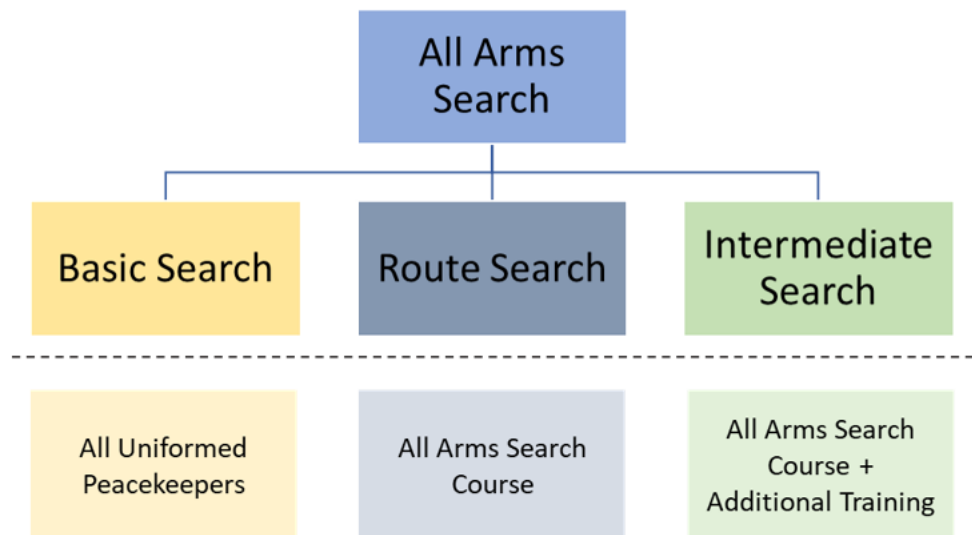 All Arms
Search
Basic Search
Route Search
Intermediate
Search
All Uniformed
Peacekeepers
All Arms Search
Course
All Arms Search
Course +
Additional Training